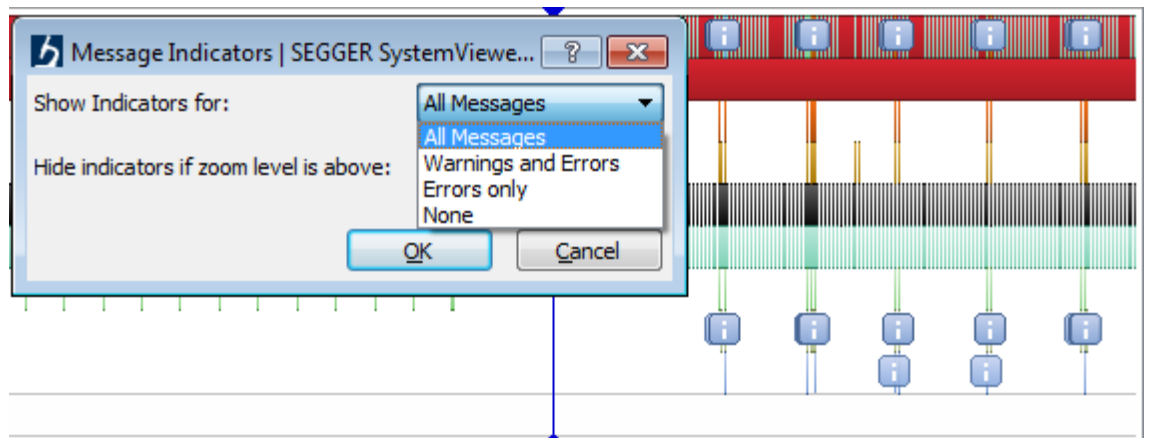 Message Indicators | SEGGER SystemViewe...
Show Indicators for:
All Messages
All Messages
Warnings and Errors
Hide indicators if zoom level is above:
Errors only
None
OK
Cancel